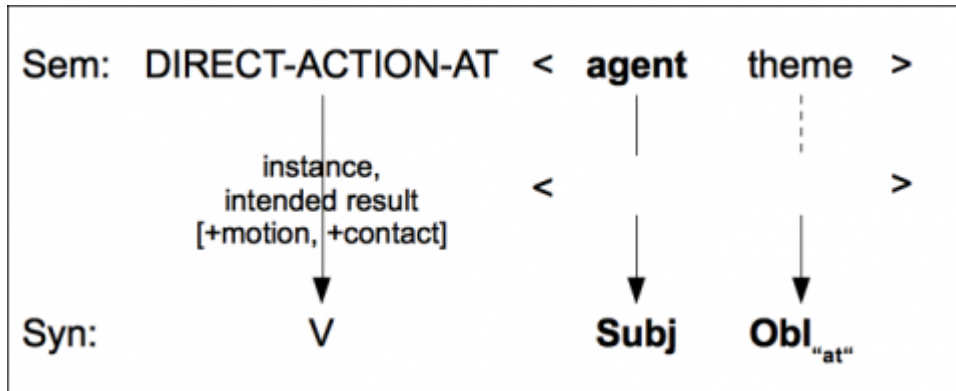 Sem: DIRECT-ACTION-AT < agent theme >
instance,
intended result
[+motion, +contact]
< >
Syn: V Subj Obl"at"